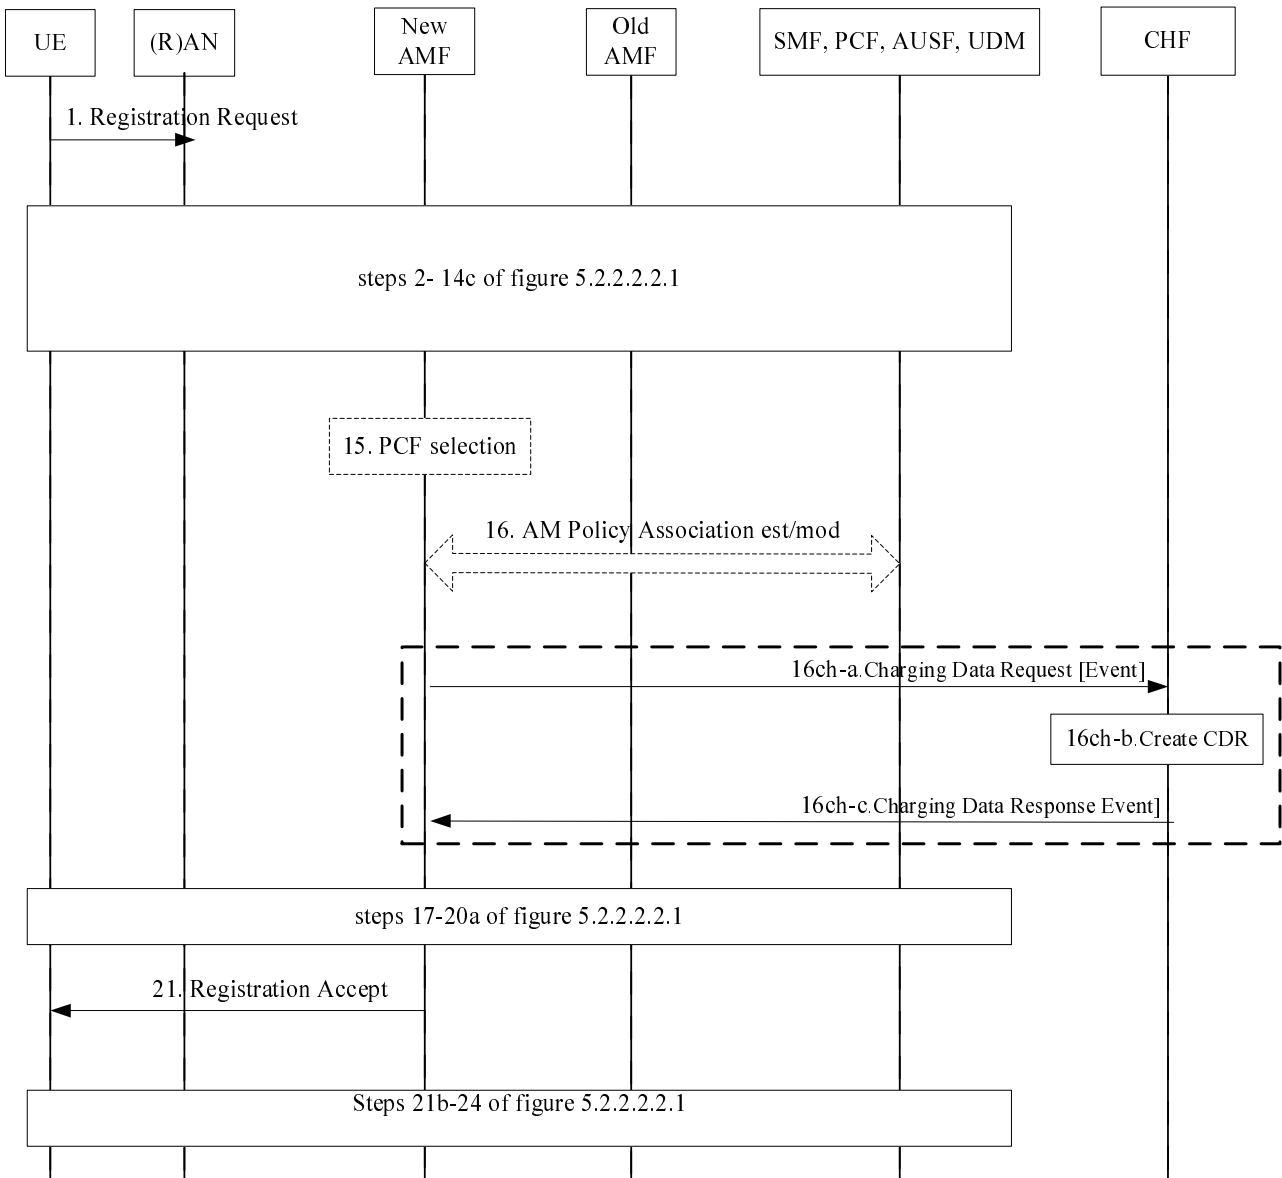 UE
(R)AN
New
AMF
Old
AMF
SMF, PCF, AUSF, UDM
CHF
1. Registration Request
steps 2- 14c of figure 5.2.2.2.2.1
15. PCF selection
16. AM Policy Association est/mod
16ch-a.Charging Data Request [Event]
16ch-b.Create CDR
16ch-c.Charging Data Response Event]
steps 17-20a of figure 5.2.2.2.2.1
21. Registration Accept
Steps 21b-24 of figure 5.2.2.2.2.1